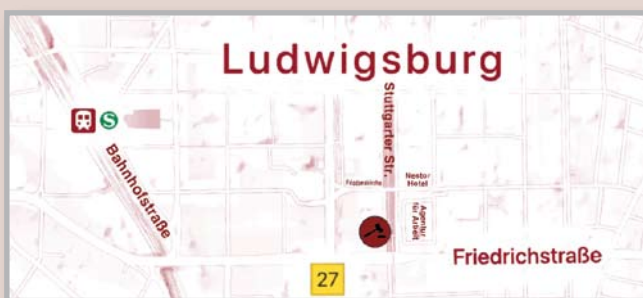 Ludwigsburg
Stuttgarter Str.
S
Bahnhofstraße
Nestor
Hotel
Agentur
für Arbeit
Friedrichstraße
27